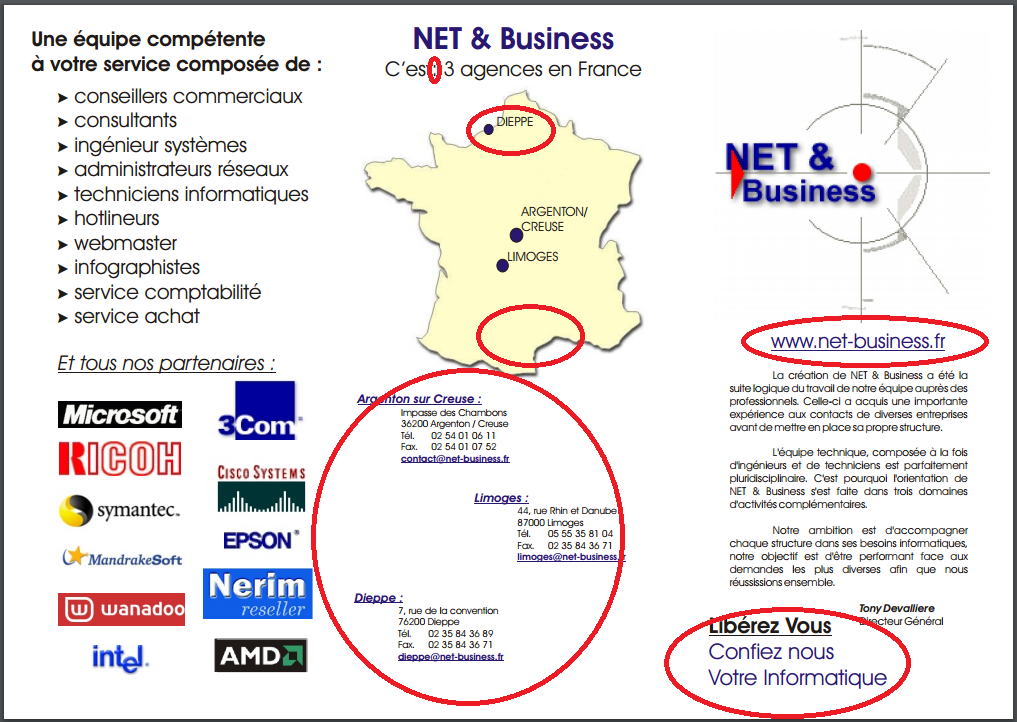 Une équipe compétente
à votre service composée de :
➤ conseillers commerciaux
➤ consultants
➤ ingénieur systèmes
➤ administrateurs réseaux
➤ techniciens informatiques
➤ hotlineurs
➤ webmaster
➤ infographistes
➤ service comptabilité
➤ service achat
Et tous nos partenaires :
Microsoft
3Com
RICOH
CISCO SYSTEMS
symantec.
EPSON
MandrakeSoft
Nerim
reseller
wanadoo
intel.
AMD
NET & Business
C'est : 3 agences en France
DIEPPE
ARGENTON/
CREUSE
LIMOGES
Argenton sur Creuse :
Impasse des Chambons
36200 Argenton / Creuse
Tél. 02 54 01 06 11
Fax. 02 54 01 07 52
contact@net-business.fr
Limoges :
44, rue Rhin et Danube
87000 Limoges
Tél. 05 55 35 81 04
Fax. 02 35 84 36 71
limoges@net-business.fr
Dieppe :
7, rue de la convention
76200 Dieppe
Tél. 02 35 84 36 89
Fax. 02 35 84 36 71
dieppe@net-business.fr
NET &
Business
www.net-business.fr
La création de NET & Business a été la
suite logique du travail de notre équipe auprès des
professionnels. Celle-ci a acquis une importante
expérience aux contacts de diverses entreprises
avant de mettre en place sa propre structure.
L'équipe technique, composée à la fois
d'ingénieurs et de techniciens est parfaitement
pluridisciplinaire. C'est pourquoi l'orientation de
NET & Business s'est faite dans trois domaines
d'activités complémentaires.
Notre ambition est d'accompagner
chaque structure dans ses besoins informatiques,
notre objectif est d'être performant face aux
demandes les plus diverses afin que nous
réussissions ensemble.
Tony Devalliere
Directeur Général
Libérez Vous
Confiez nous
Votre Informatique